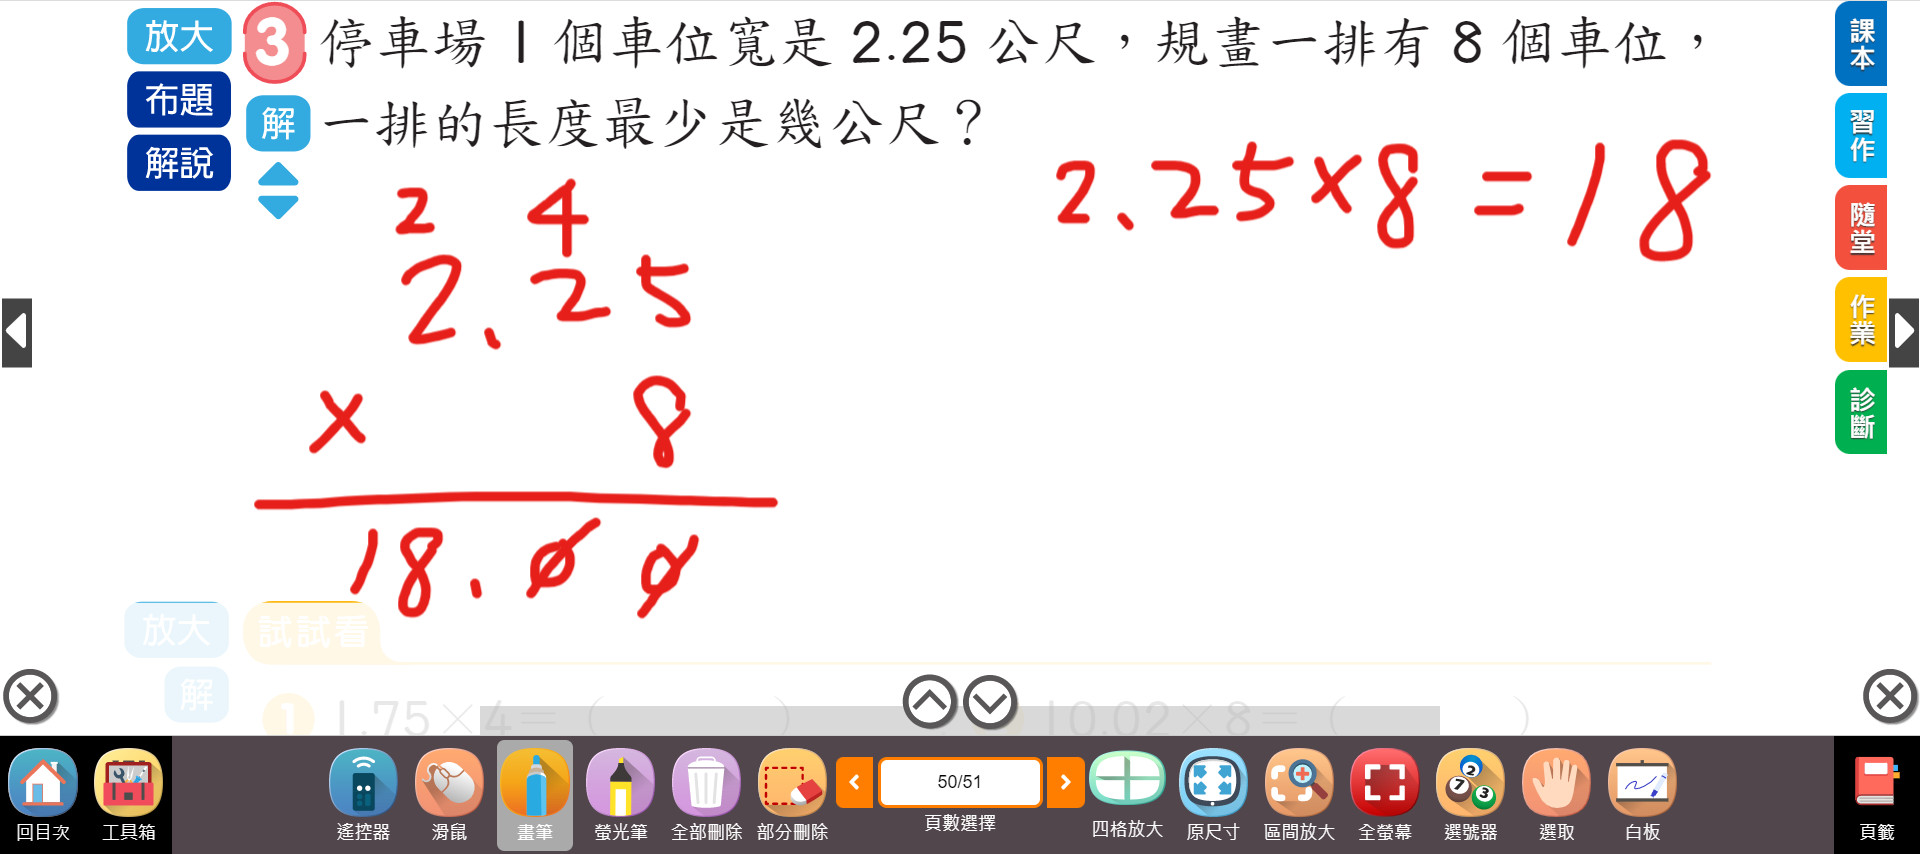 放大
3 停車場 1 個車位寬是 2.25 公尺，規畫一排有 8 個車位，
布題
解 一排的長度最少是幾公尺？
解說
2.25×8=18
2 4
2.25
× 8
18.00
放大
試試看
解
1 1.75×4=( )
10.02×8=( )
課本
習作
隨堂
作業
診斷
回目次
工具箱
遙控器
滑鼠
畫筆
螢光筆
全部刪除
部分刪除
50/51
頁數選擇
四格放大
原尺寸
區間放大
全螢幕
2 7 3
選號器
選取
白板
頁籤